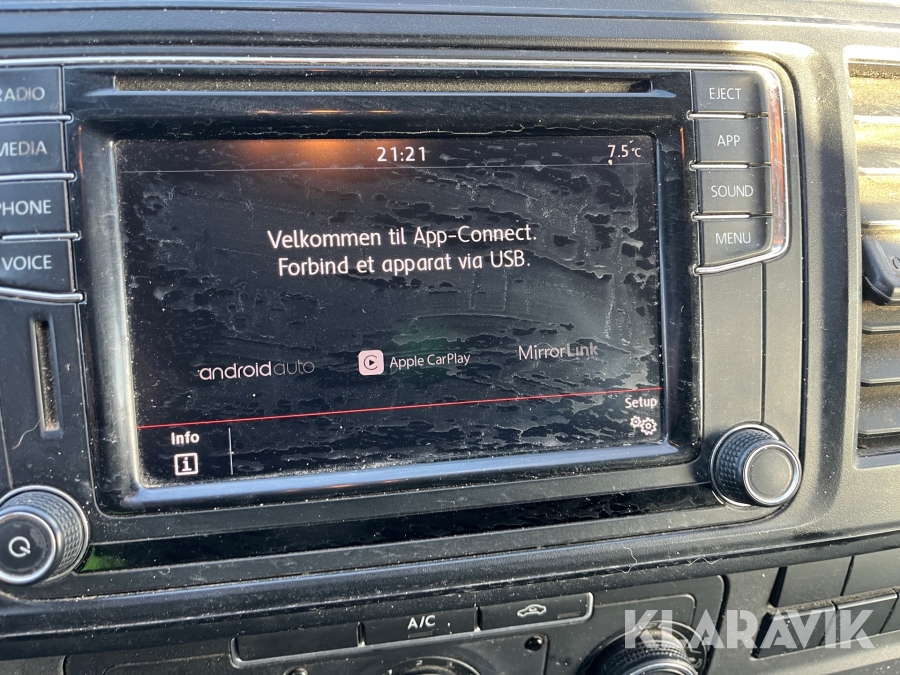 RADIO
MEDIA
PHONE
VOICE
EJECT
APP
SOUND
MENU
21:21
7.5°C
Velkommen til App-Connect.
Forbind et apparat via USB.
androidauto
Apple CarPlay
MirrorLink
Info
i
Setup
A/C
KLARAVIK